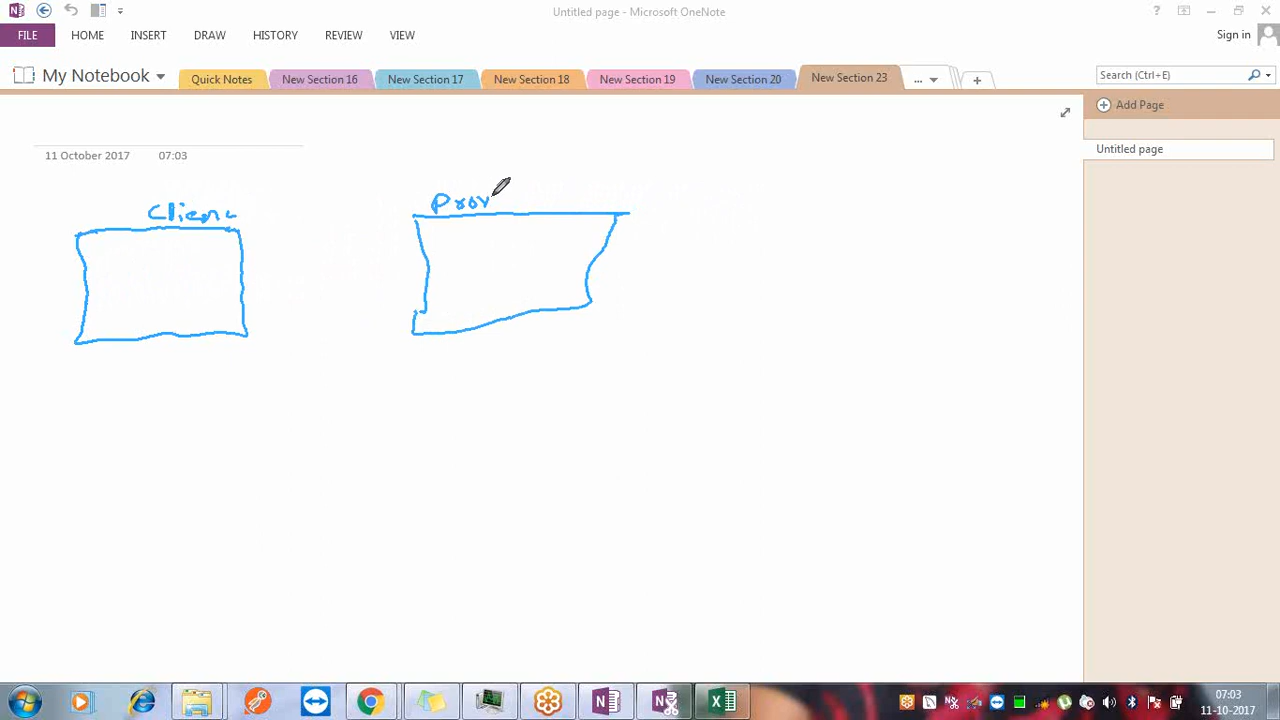 Untitled page - Microsoft OneNote
FILE HOME INSERT DRAW HISTORY REVIEW VIEW
Sign in
My Notebook Quick Notes New Section 16 New Section 17 New Section 18 New Section 19 New Section 20 New Section 23 ... +
Search (Ctrl+E)
Add Page
Untitled page
11 October 2017 07:03
Client
Prov
07:03
11-10-2017